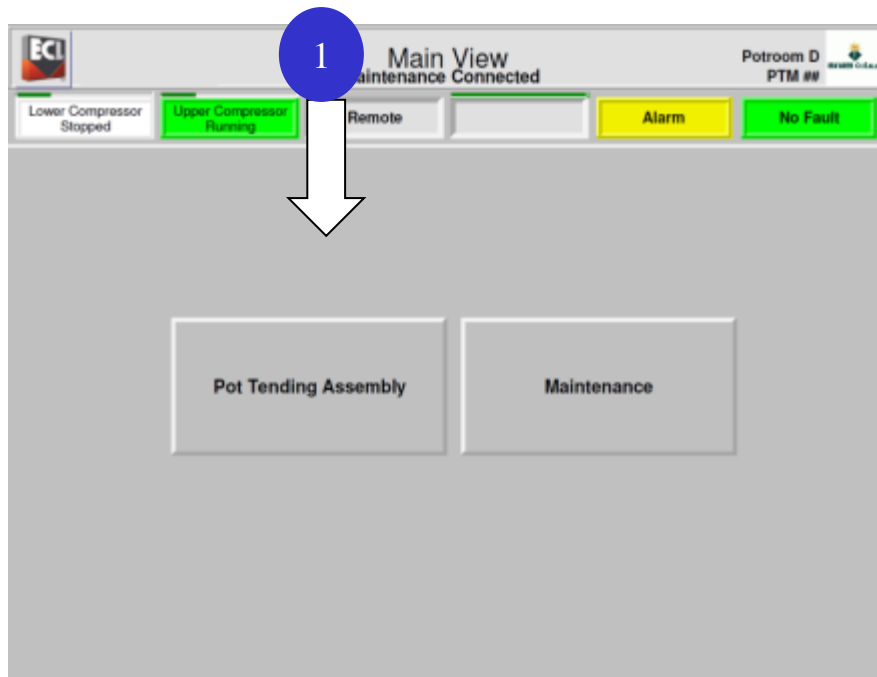 ECL
1
Main View
Potroom D
aintenance Connected
PTM ##
Lower Compressor
Stopped
Upper Compressor
Running
Remote
Alarm
No Fault
Pot Tending Assembly
Maintenance